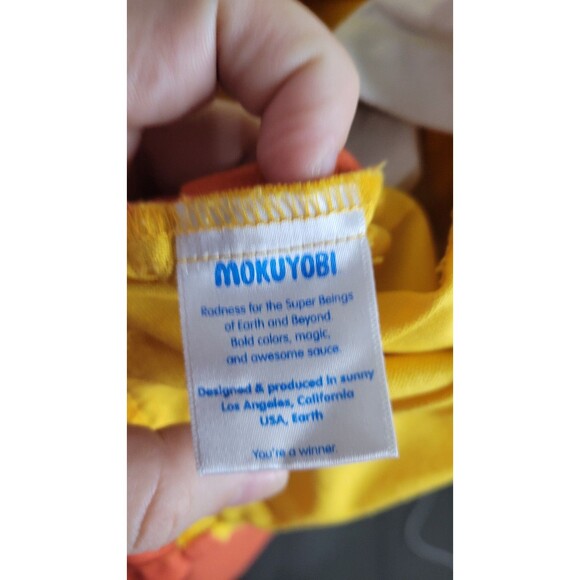 MOKUYOBI
Radness for the Super Beings
of Earth and Beyond.
Bold colors, magic,
and awesome sauce.
Designed & produced in sunny
Los Angeles, California
USA, Earth
You're a winner.